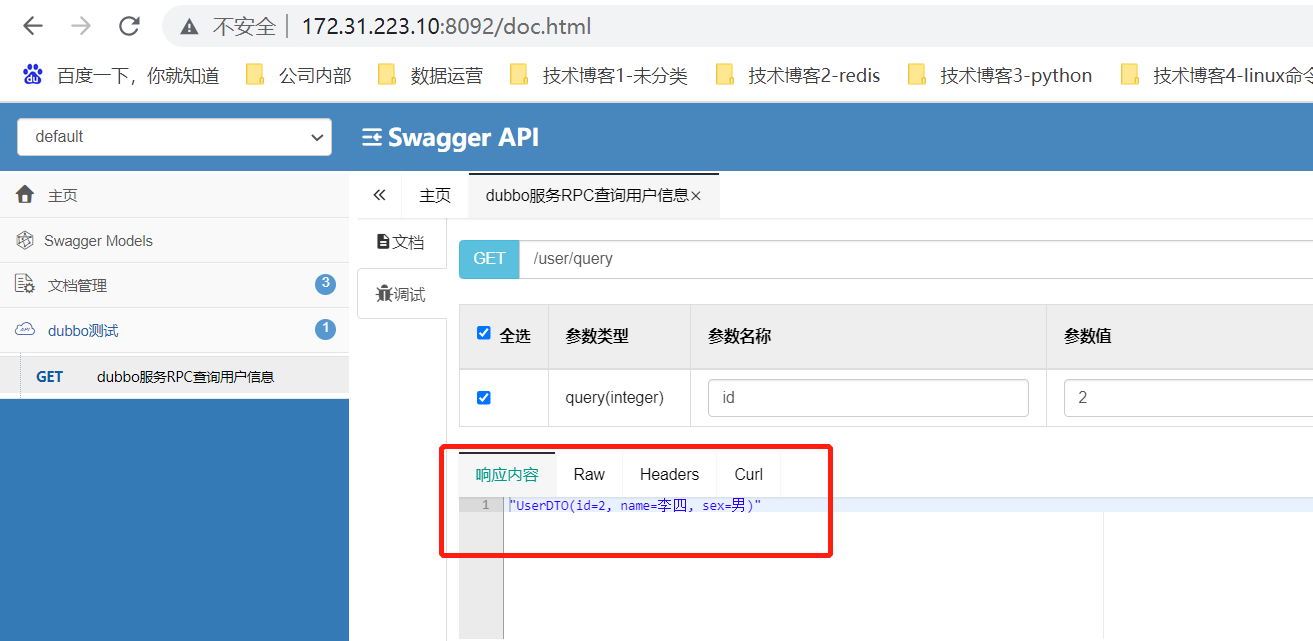 不安全 172.31.223.10:8092/doc.html
百度一下，你就知道 公司内部 数据运营 技术博客1-未分类 技术博客2-redis 技术博客3-python 技术博客4-linux命令
default Swagger API
主页
Swagger Models
文档管理 3
dubbo测试 1
GET dubbo服务RPC查询用户信息
主页 dubbo服务RPC查询用户信息×
文档
调试
GET /user/query
全选 参数类型 参数名称 参数值
query(integer) id 2
响应内容 Raw Headers Curl
1 "UserDTO(id=2, name=李四, sex=男)"